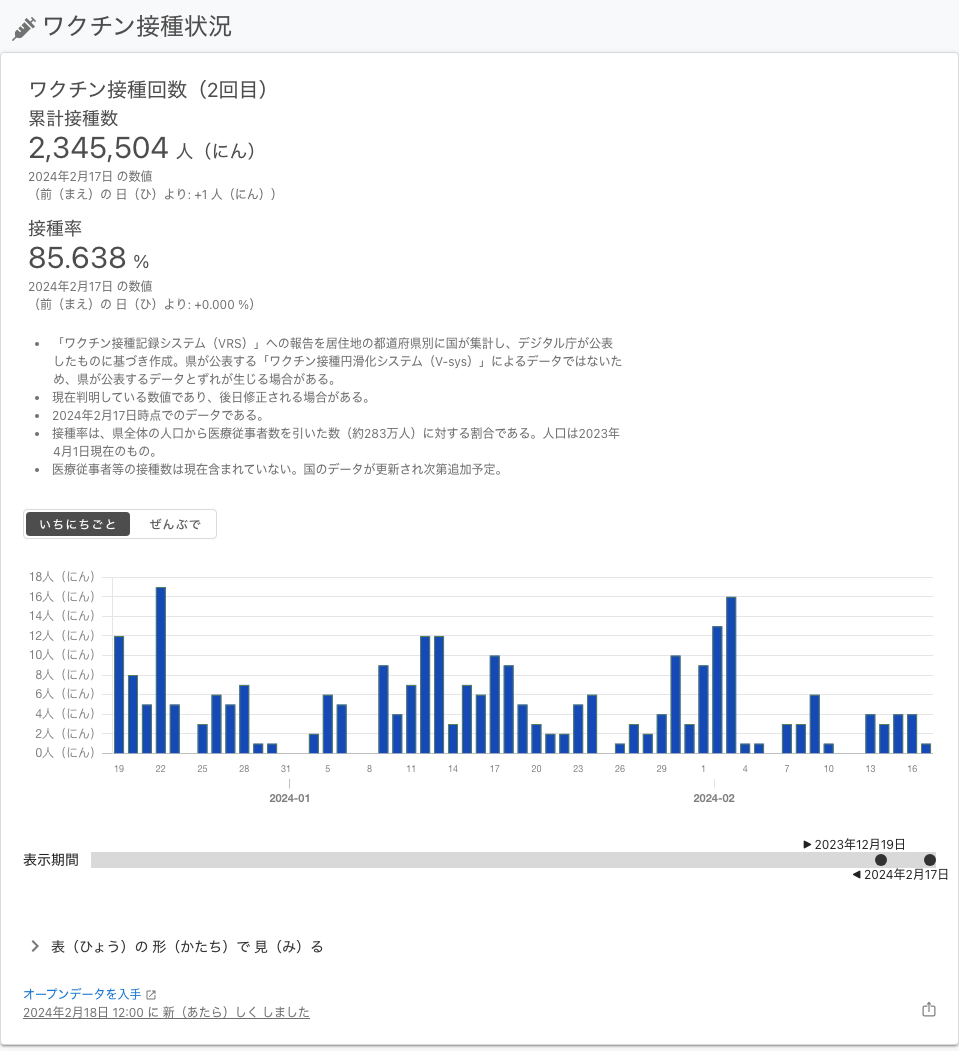 ワクチン接種状況
ワクチン接種回数（2回目）
累計接種数
2,345,504 人（にん）
2024年2月17日 の数値
（前（まえ）の 日（ひ）より: +1 人（にん））
接種率
85.638 %
2024年2月17日 の数値
（前（まえ）の 日（ひ）より: +0.000 %）
• 「ワクチン接種記録システム（VRS）」への報告を居住地の都道府県別に国が集計し、デジタル庁が公表
したものに基づき作成。県が公表する「ワクチン接種円滑化システム（V-sys）」によるデータではないた
め、県が公表するデータとずれが生じる場合がある。
• 現在判明している数値であり、後日修正される場合がある。
• 2024年2月17日時点でのデータである。
• 接種率は、県全体の人口から医療従事者数を引いた数（約283万人）に対する割合である。人口は2023年
4月1日現在のもの。
• 医療従事者等の接種数は現在含まれていない。国のデータが更新され次第追加予定。
いちにちごと ぜんぶで
18人（にん）
16人（にん）
14人（にん）
12人（にん）
10人（にん）
8人（にん）
6人（にん）
4人（にん）
2人（にん）
0人（にん）
19 22 25 28 31 5 8 11 14 17 20 23 26 29 1 4 7 10 13 16
2024-01 2024-02
▶ 2023年12月19日
表示期間
◀ 2024年2月17日
表（ひょう）の 形（かたち）で 見（み）る
オープンデータを入手
2024年2月18日 12:00 に 新（あたら）しく しました